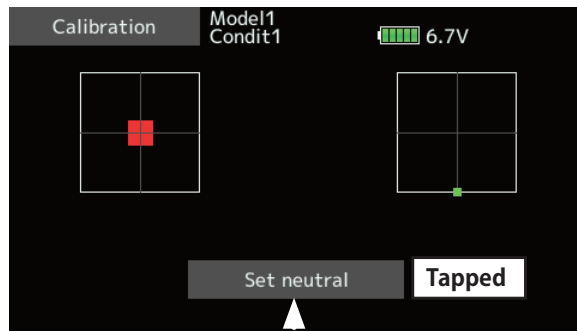 Calibration
Model1
Condit1
6.7V
Set neutral
Tapped